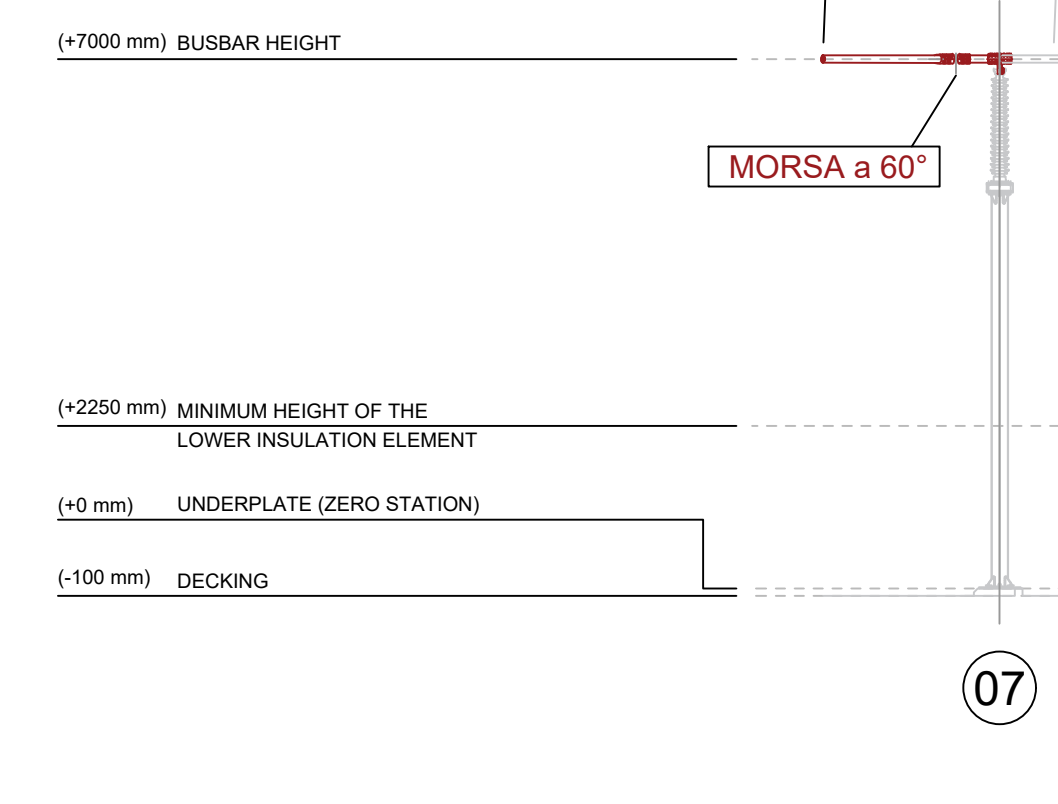 (+7000 mm) BUSBAR HEIGHT
MORSA a 60°
(+2250 mm) MINIMUM HEIGHT OF THE
LOWER INSULATION ELEMENT
(+0 mm) UNDERPLATE (ZERO STATION)
(-100 mm) DECKING
07